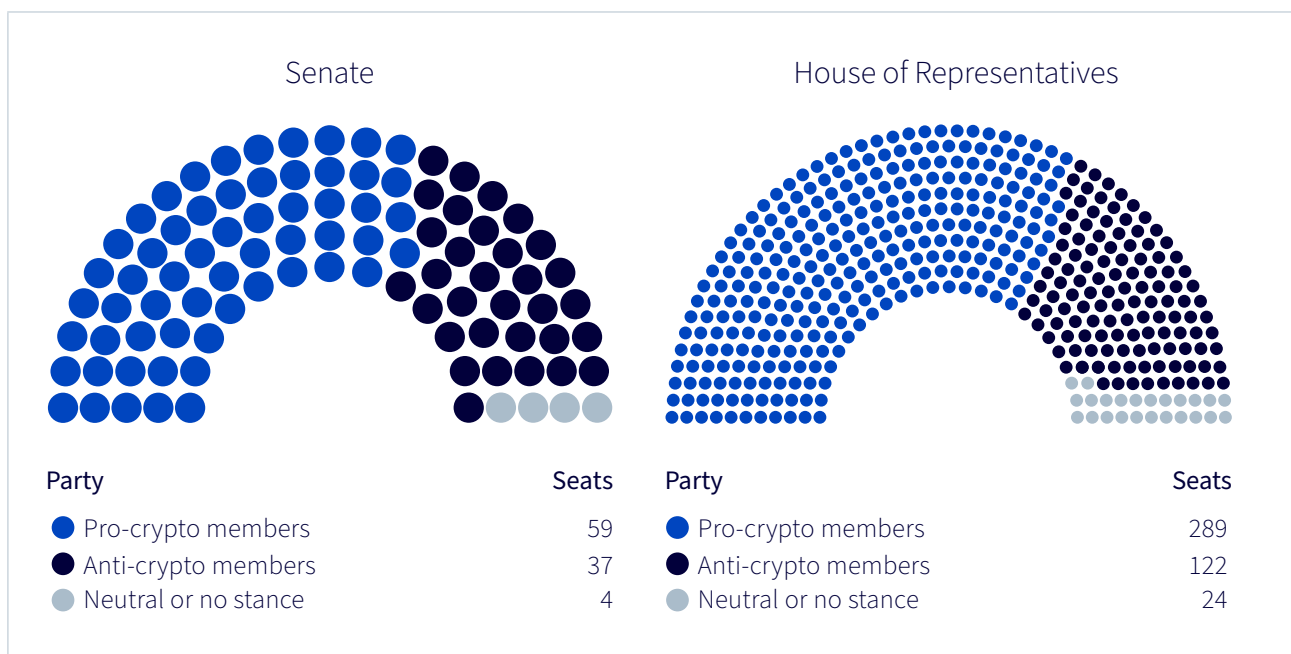 Senate
Party Seats
Pro-crypto members 59
Anti-crypto members 37
Neutral or no stance 4
House of Representatives
Party Seats
Pro-crypto members 289
Anti-crypto members 122
Neutral or no stance 24